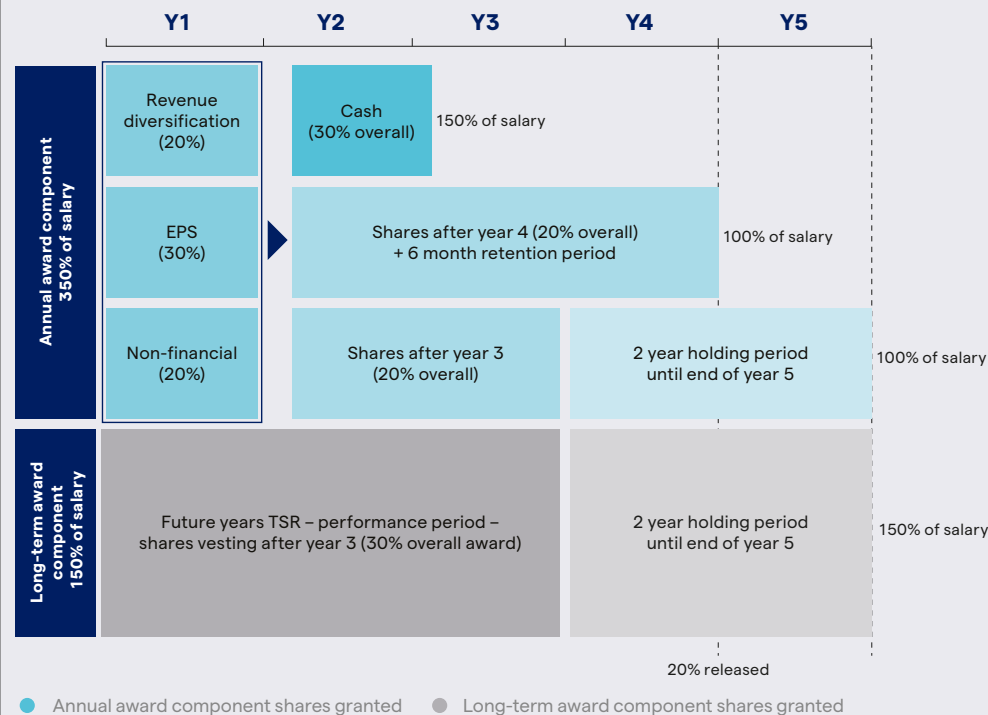 Y1 Y2 Y3 Y4 Y5
Annual award component
350% of salary
Revenue
diversification
(20%)
Cash
(30% overall)
150% of salary
EPS
(30%)
Shares after year 4 (20% overall)
+ 6 month retention period
100% of salary
Non-financial
(20%)
Shares after year 3
(20% overall)
2 year holding period
until end of year 5
100% of salary
Long-term award
component
150% of salary
Future years TSR – performance period –
shares vesting after year 3 (30% overall award)
2 year holding period
until end of year 5
150% of salary
20% released
Annual award component shares granted
Long-term award component shares granted